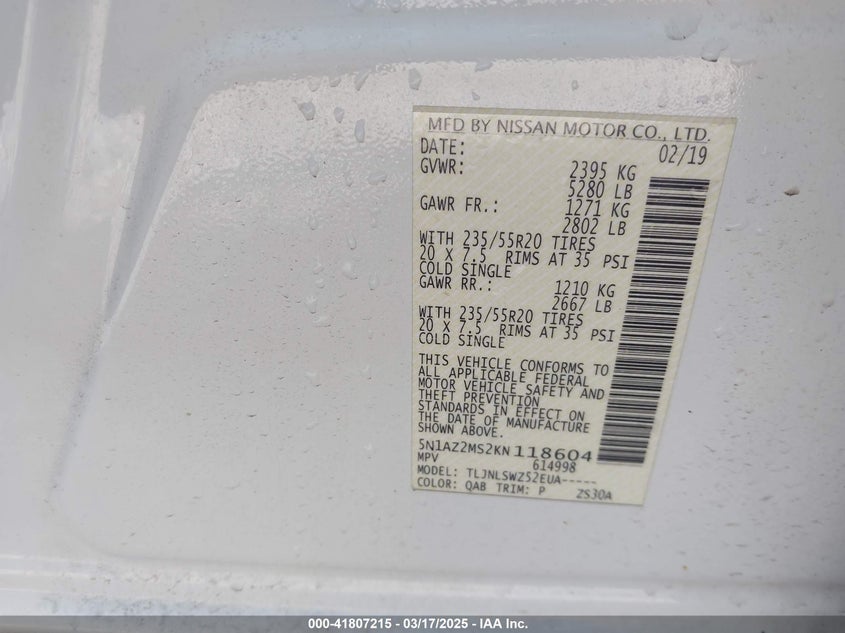 MFD BY NISSAN MOTOR CO., LTD.
DATE: 02/19
GVWR: 2395 KG
5280 LB
GAWR FR.: 1271 KG
2802 LB
WITH 235/55R20 TIRES
20 X 7.5 RIMS AT 35 PSI
COLD SINGLE
GAWR RR.: 1210 KG
2667 LB
WITH 235/55R20 TIRES
20 X 7.5 RIMS AT 35 PSI
COLD SINGLE
THIS VEHICLE CONFORMS TO
ALL APPLICABLE FEDERAL
MOTOR VEHICLE SAFETY AND
THEFT PREVENTION
STANDARDS IN EFFECT ON
THE DATE OF MANUFACTURE
SHOWN ABOVE.
5N1AZ2MS2KN118604
MPV 614998
MODEL: TLJNLSWZ52EUA-----
COLOR: QAB TRIM: P ZS30A
000-41807215 - 03/17/2025 - IAA Inc.